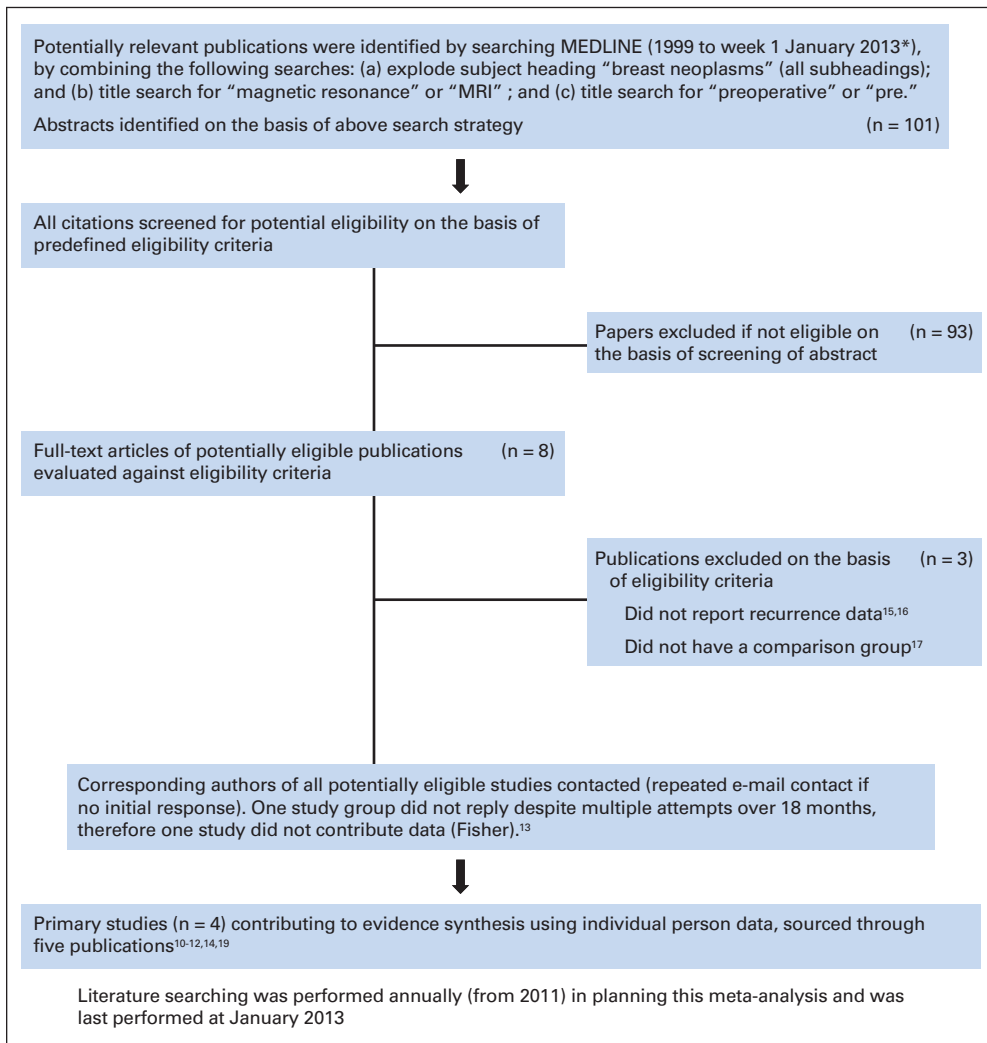 Potentially relevant publications were identified by searching MEDLINE (1999 to week 1 January 2013*),
by combining the following searches: (a) explode subject heading “breast neoplasms” (all subheadings);
and (b) title search for “magnetic resonance” or “MRI” ; and (c) title search for “preoperative” or “pre.”
Abstracts identified on the basis of above search strategy (n = 101)
All citations screened for potential eligibility on the basis of
predefined eligibility criteria
Papers excluded if not eligible on (n = 93)
the basis of screening of abstract
Full-text articles of potentially eligible publications (n = 8)
evaluated against eligibility criteria
Publications excluded on the basis (n = 3)
of eligibility criteria
Did not report recurrence data15,16
Did not have a comparison group17
Corresponding authors of all potentially eligible studies contacted (repeated e-mail contact if
no initial response). One study group did not reply despite multiple attempts over 18 months,
therefore one study did not contribute data (Fisher).13
Primary studies (n = 4) contributing to evidence synthesis using individual person data, sourced through
five publications10-12,14,19
Literature searching was performed annually (from 2011) in planning this meta-analysis and was
last performed at January 2013